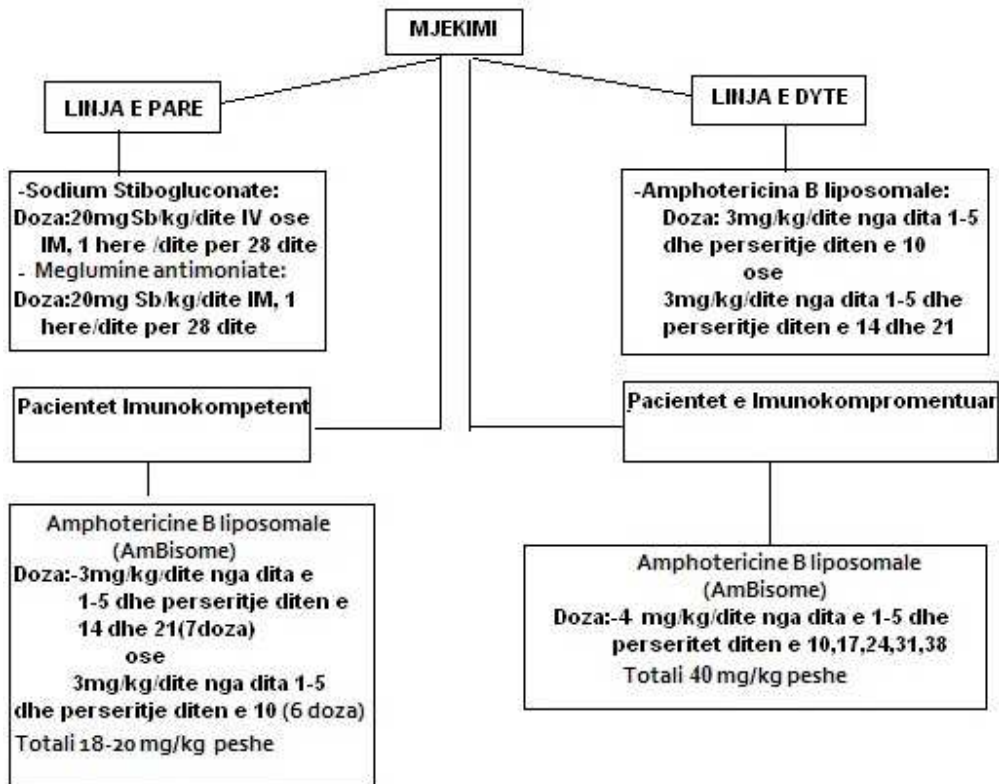 MJEKIMI
LINJA E PARE
LINJA E DYTE
-Sodium Stibogluconate:
Doza:20mg Sb/kg/dite IV ose
IM, 1 here /dite per 28 dite
- Meglumine antimoniate:
Doza:20mg Sb/kg/dite IM, 1
here/dite per 28 dite
-Amphotericina B liposomale:
Doza: 3mg/kg/dite nga dita 1-5
dhe perseritje diten e 10
ose
3mg/kg/dite nga dita 1-5 dhe
perseritje diten e 14 dhe 21
Pacientet Imunokompetent
Pacientet e Imunokompromentuar
Amphotericine B liposomale
(AmBisome)
Doza:-3mg/kg/dite nga dita e
1-5 dhe perseritje diten e
14 dhe 21(7doza)
ose
3mg/kg/dite nga dita 1-5
dhe perseritje diten e 10 (6 doza)
Totali 18-20 mg/kg peshe
Amphotericine B liposomale
(AmBisome)
Doza:-4 mg/kg/dite nga dita e 1-5 dhe
perseritet diten e 10,17,24,31,38
Totali 40 mg/kg peshe